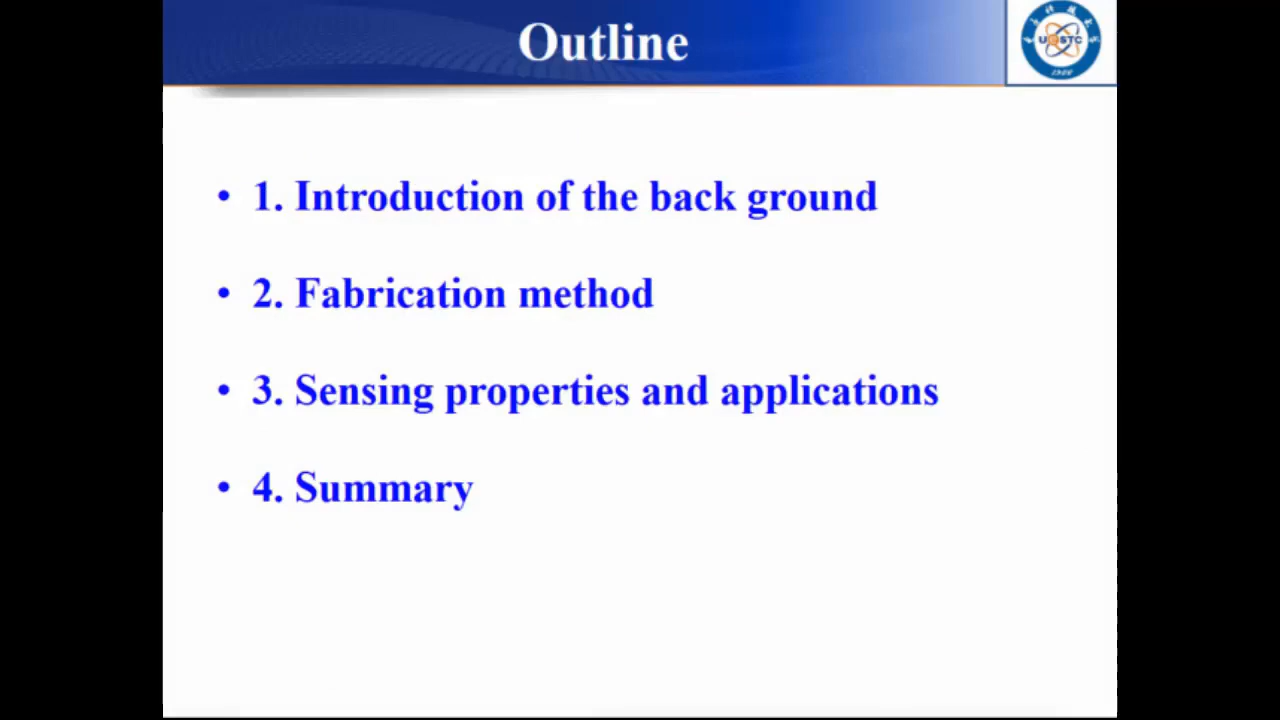 Outline
• 1. Introduction of the back ground
• 2. Fabrication method
• 3. Sensing properties and applications
• 4. Summary